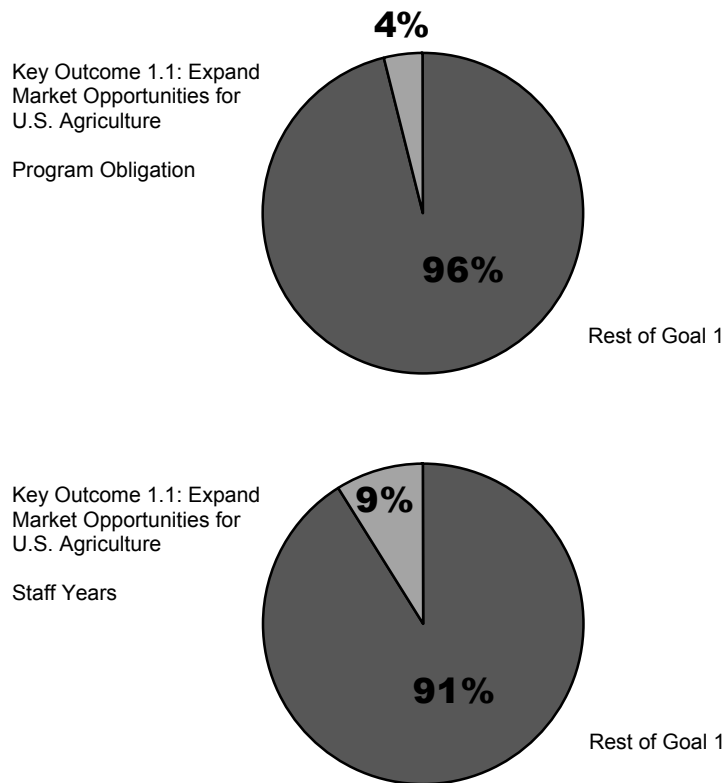 4%
Key Outcome 1.1: Expand
Market Opportunities for
U.S. Agriculture
Program Obligation
96%
Rest of Goal 1
Key Outcome 1.1: Expand
Market Opportunities for
U.S. Agriculture
9%
Staff Years
91%
Rest of Goal 1